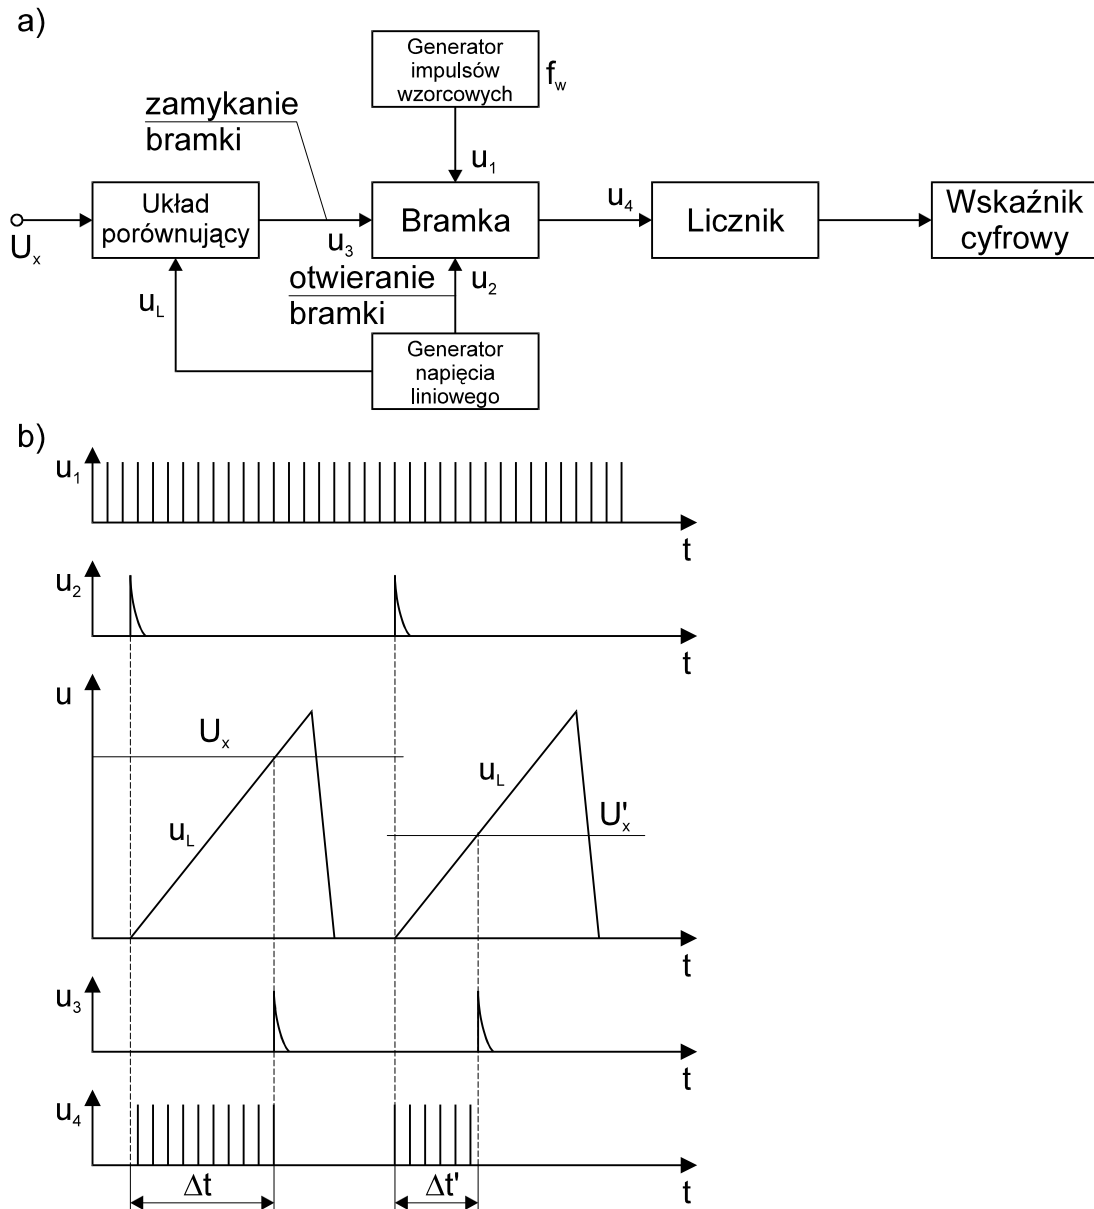 a)
Generator
impulsów
wzorcowych
f_w
zamykanie
bramki
u_1
U_x
Układ
porównujący
u_3
Bramka
u_4
Licznik
Wskaźnik
cyfrowy
otwieranie
bramki
u_2
u_L
Generator
napięcia
liniowego
b)
u_1
t
u_2
t
u
U_x
u_L
u_L
U'_x
t
u_3
t
u_4
Δt
Δt'
t